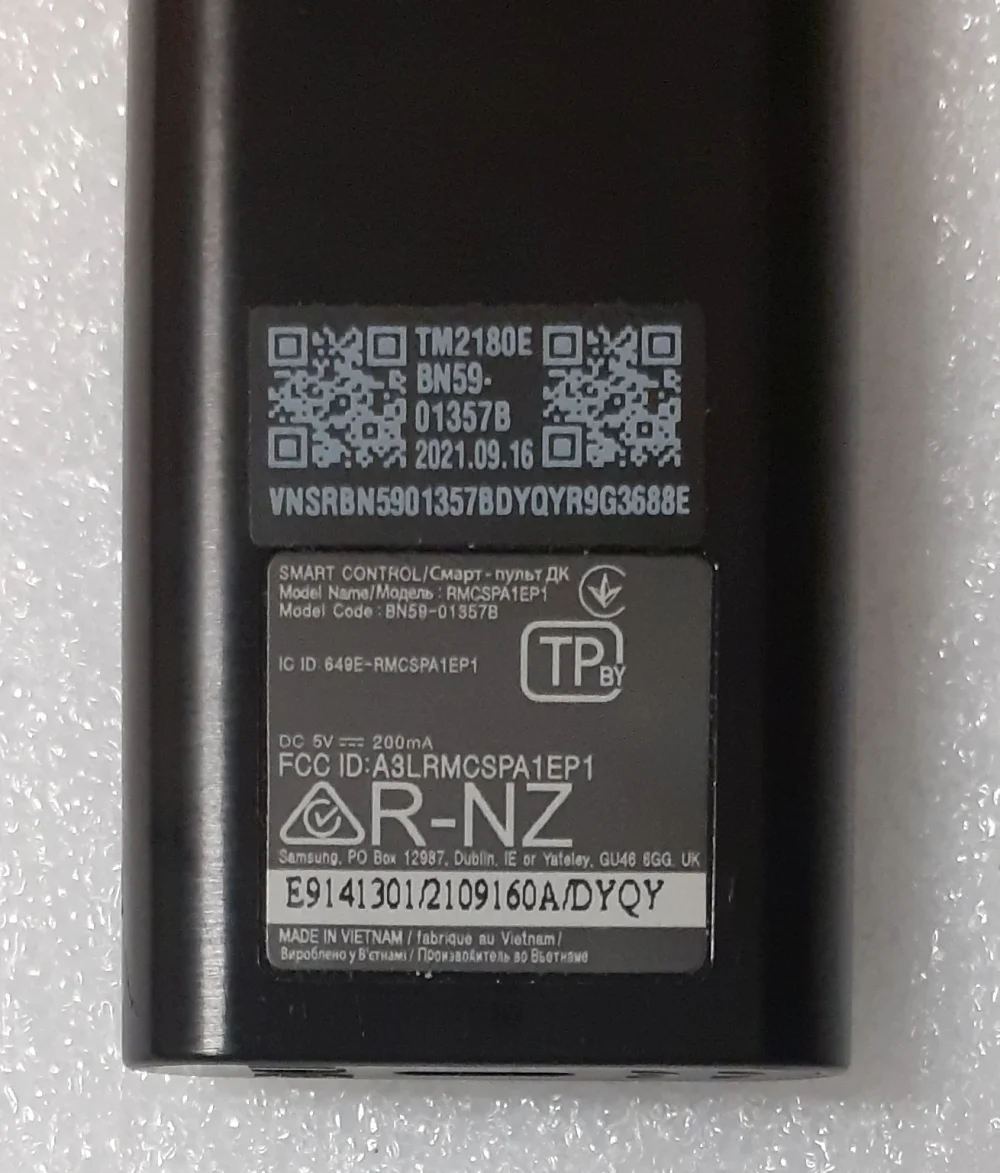 TM2180E
BN59-
01357B
2021.09.16
VNSRBN5901357BDYQYR9G3688E
SMART CONTROL/Смарт-пульт ДК
Model Name/Модель : RMCSPA1EP1
Model Code : BN59-01357B
TP BY
IC ID: 649E-RMCSPA1EP1
DC 5V 200mA
FCC ID:A3LRMCSPA1EP1
R-NZ
Samsung, PO Box 12987, Dublin, IE or Yateley, GU46 6GG, UK
E9141301/2109160A/DYQY
MADE IN VIETNAM / fabrique au Vietnam /
Вироблено у В'єтнамі / Производитель во Вьетнаме